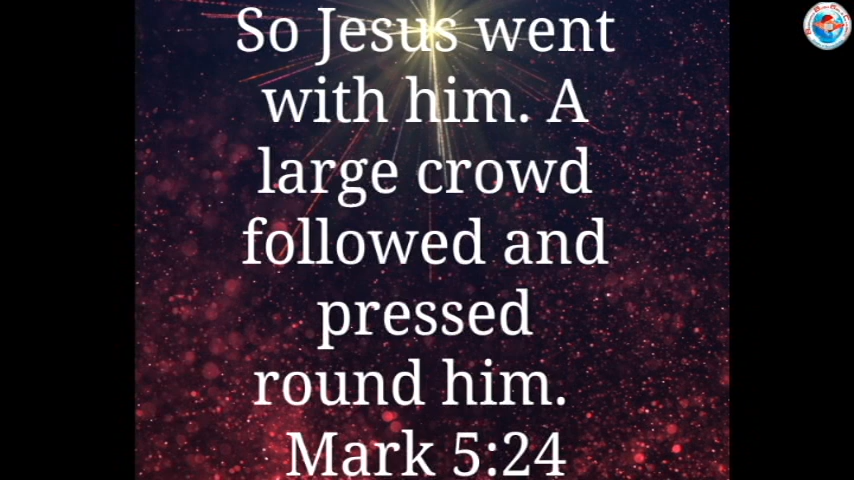 So Jesus went
with him. A
large crowd
followed and
pressed
round him.
Mark 5:24